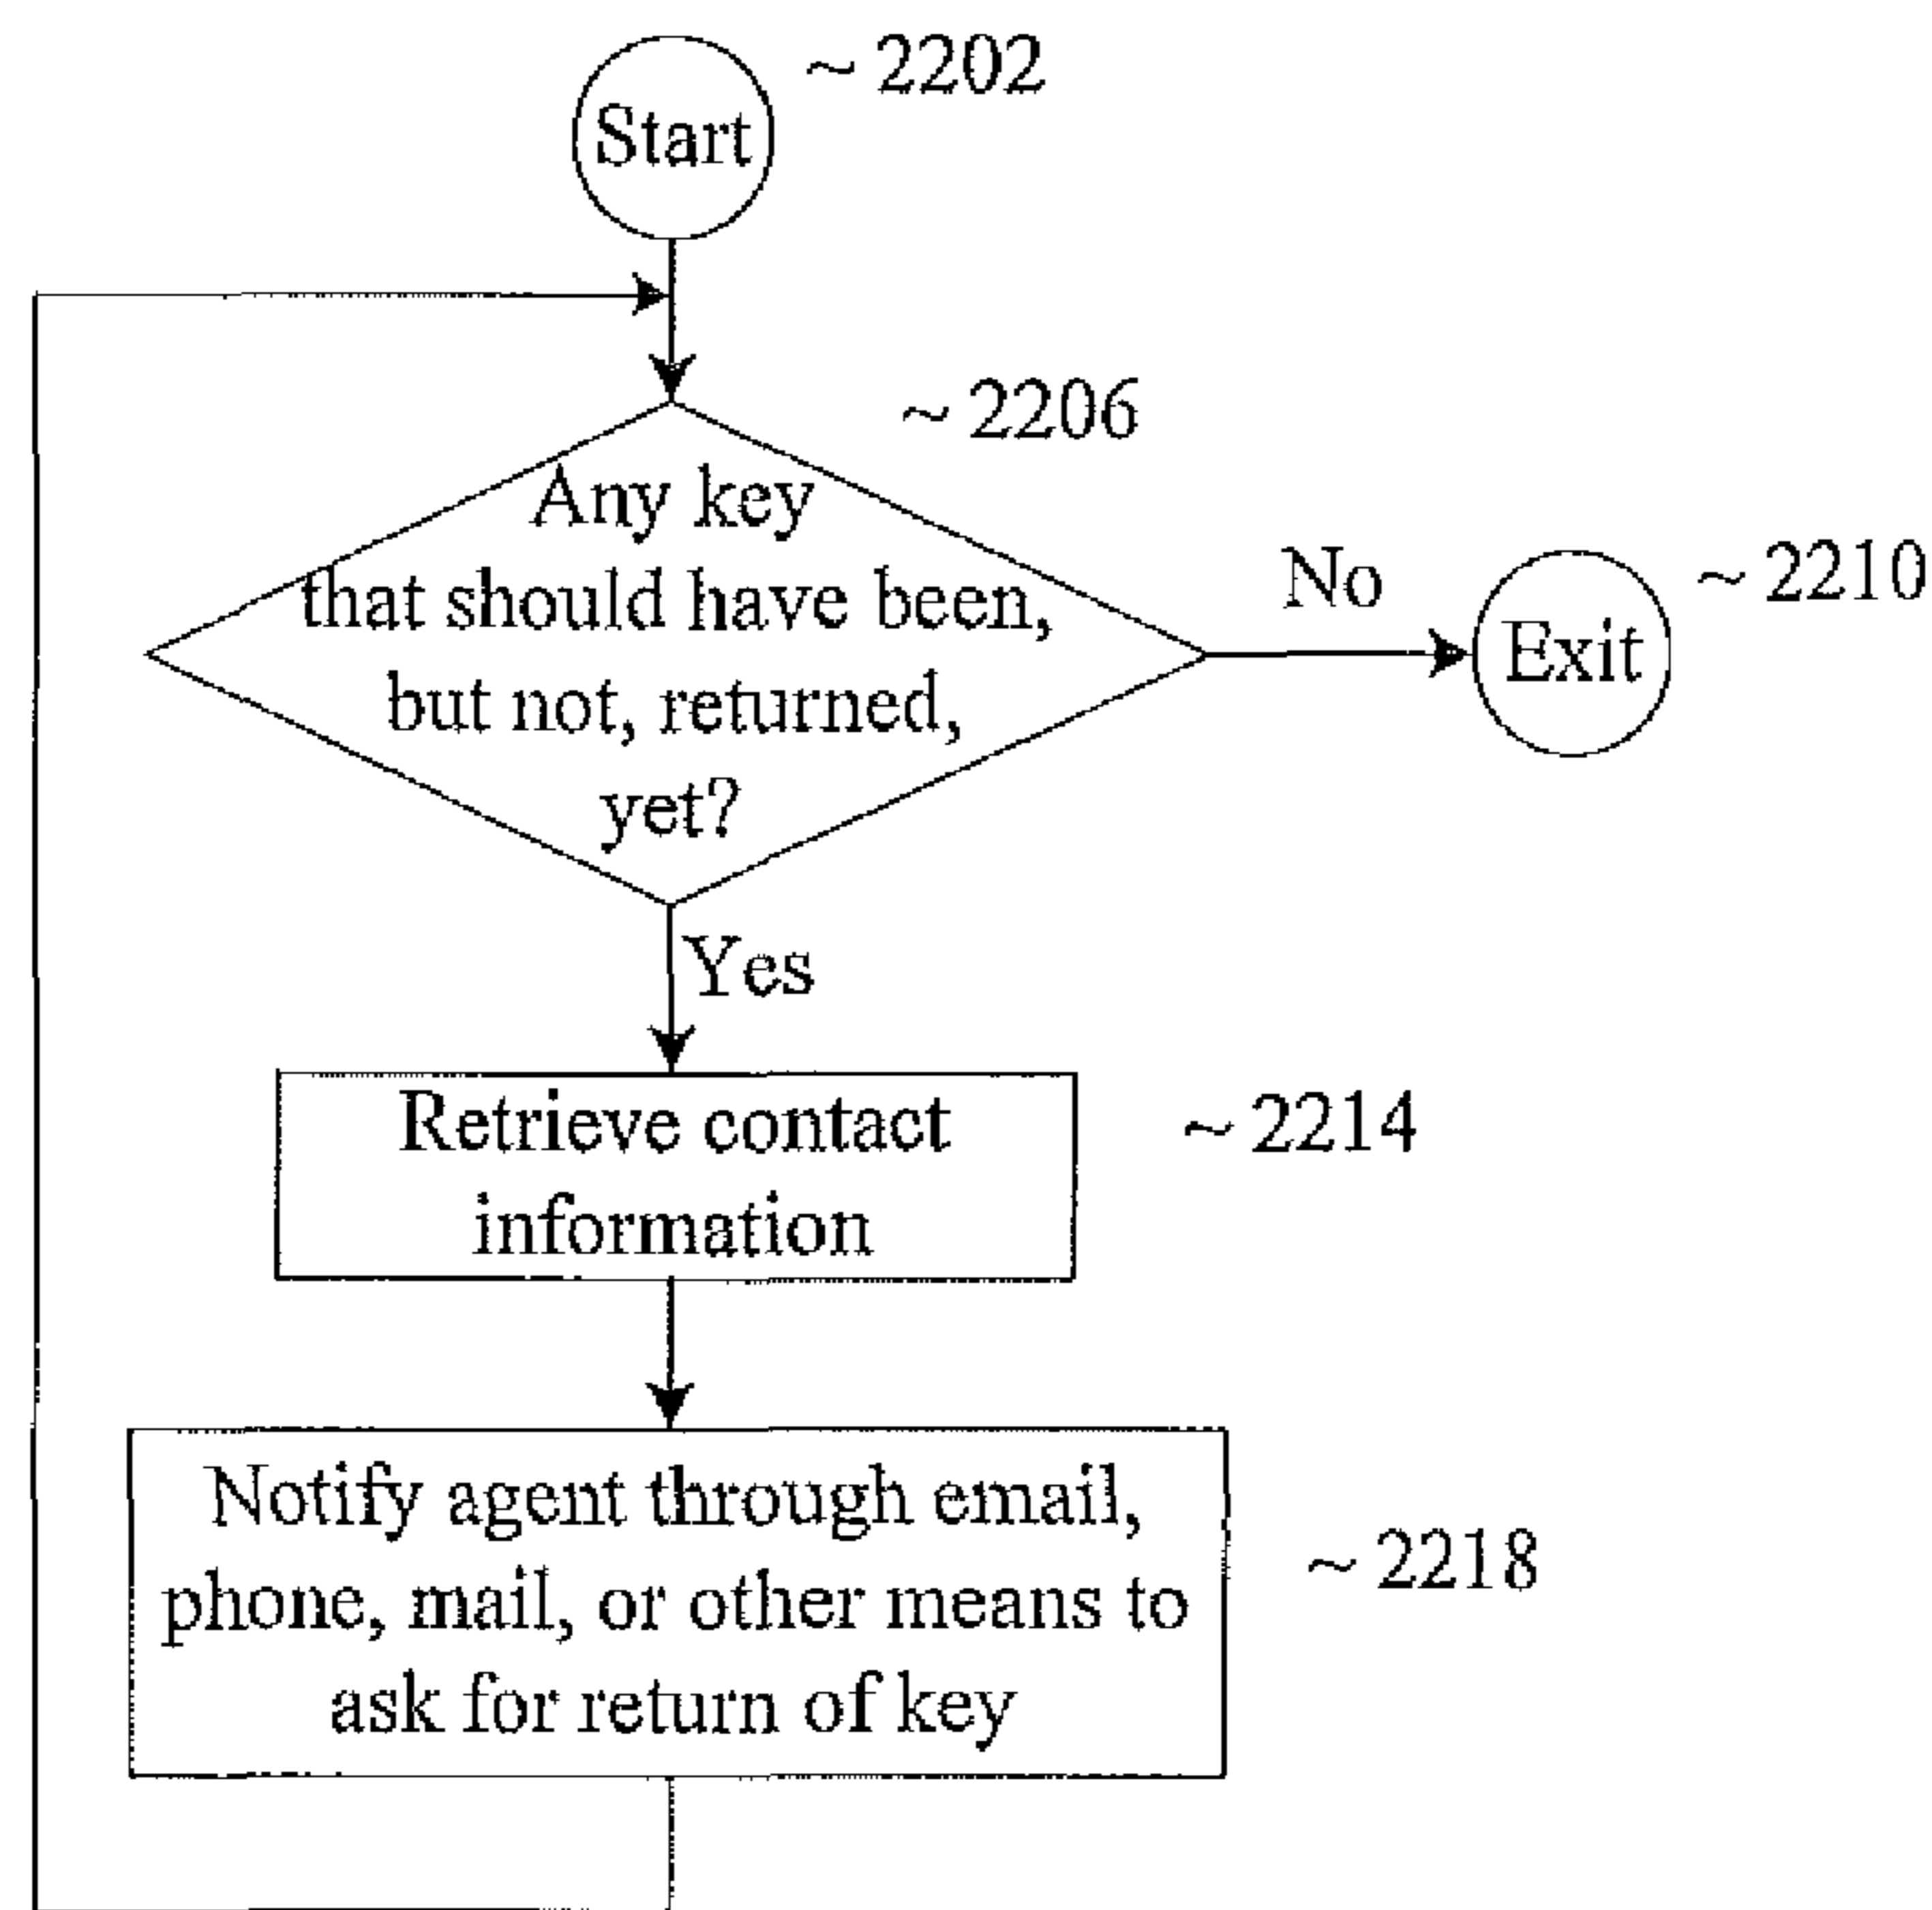 Start
~ 2202
~ 2206
Any key
that should have been,
but not, returned,
yet?
No
Exit
~ 2210
Yes
Retrieve contact
information
~ 2214
Notify agent through email,
phone, mail, or other means to
ask for return of key
~ 2218